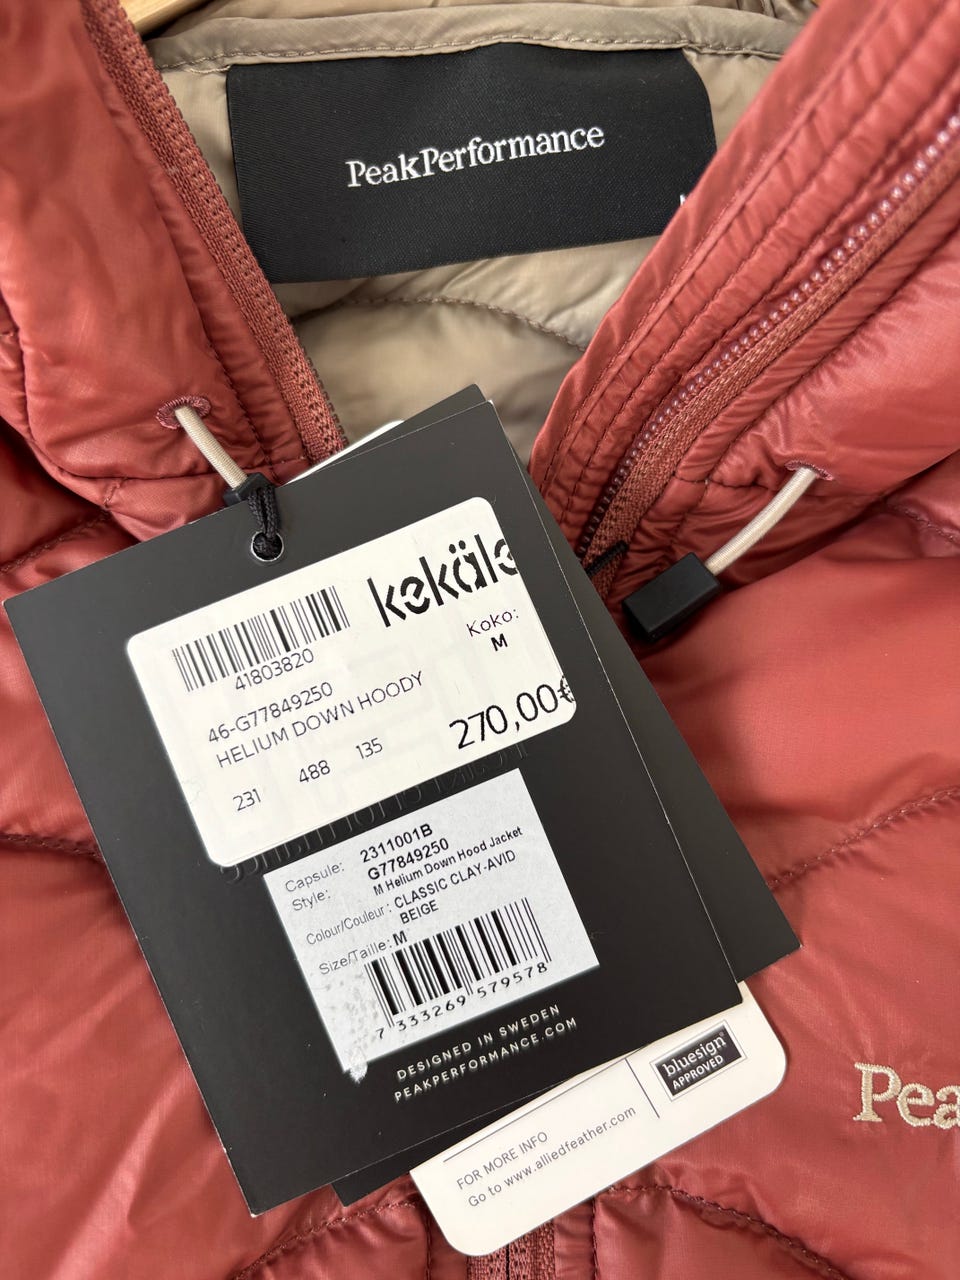 PeakPerformance
kekäle
41803820
Koko:
M
46-G77849250
HELIUM DOWN HOODY
231 488 135
270,00€
Capsule: 2311001B
Style: G77849250
M Helium Down Hood Jacket
Colour/Couleur: CLASSIC CLAY-AVID
BEIGE
Size/Taille: M
7 333269 579578
DESIGNED IN SWEDEN
PEAKPERFORMANCE.COM
bluesign®
APPROVED
FOR MORE INFO
Go to www.alliedfeather.com
Pea